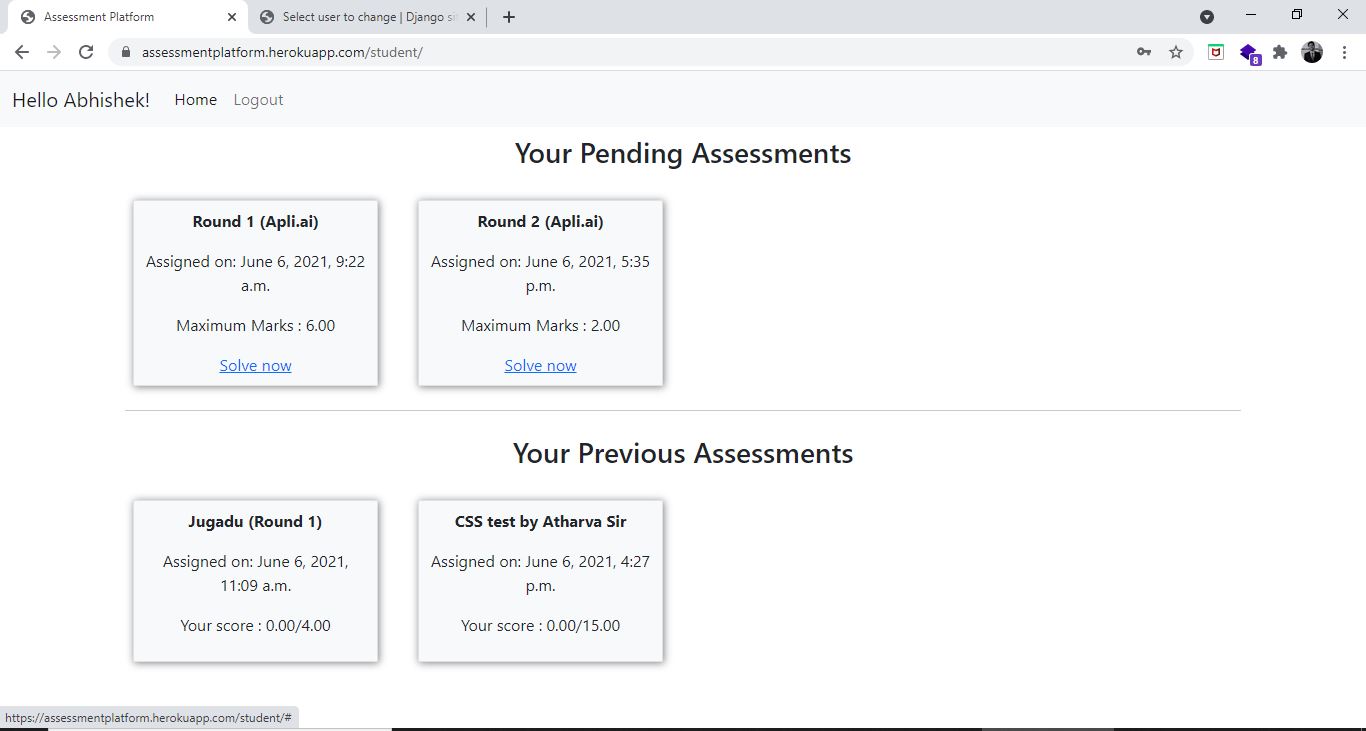 Assessment Platform
Select user to change | Django si
assessmentplatform.herokuapp.com/student/
8
Hello Abhishek! Home Logout
Your Pending Assessments
Round 1 (Apli.ai)
Assigned on: June 6, 2021, 9:22
a.m.
Maximum Marks : 6.00
Solve now
Round 2 (Apli.ai)
Assigned on: June 6, 2021, 5:35
p.m.
Maximum Marks : 2.00
Solve now
Your Previous Assessments
Jugadu (Round 1)
Assigned on: June 6, 2021,
11:09 a.m.
Your score : 0.00/4.00
CSS test by Atharva Sir
Assigned on: June 6, 2021, 4:27
p.m.
Your score : 0.00/15.00
https://assessmentplatform.herokuapp.com/student/#